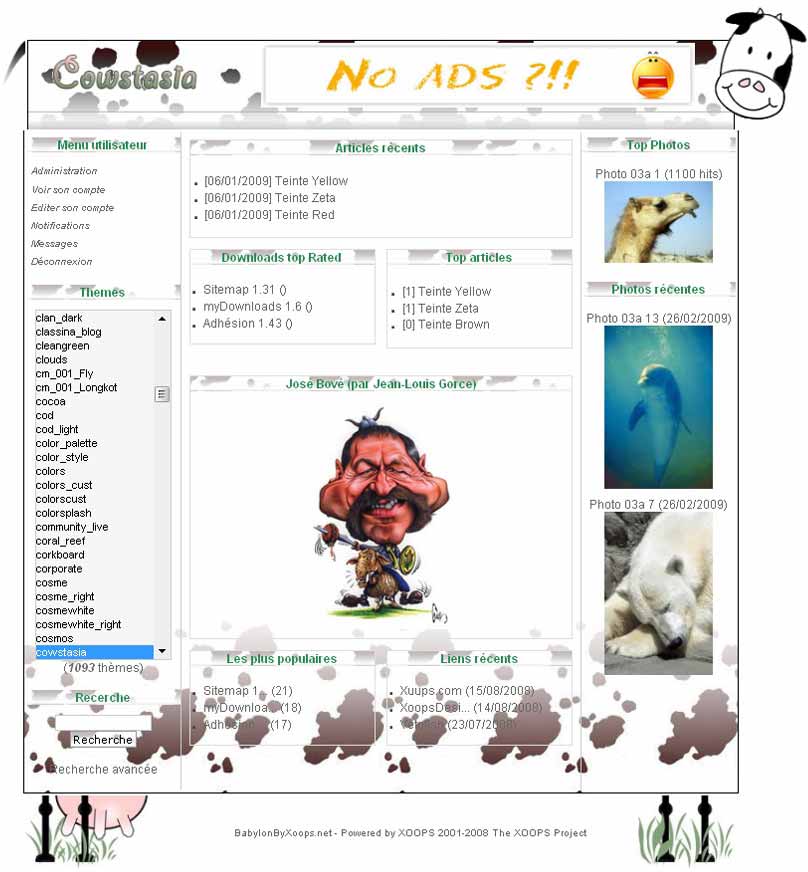 Cowstasia
No ADS ?!!
Menu utilisateur
Administration
Voir son compte
Editer son compte
Notifications
Messages
Déconnexion
Themes
clan_dark
classina_blog
cleangreen
clouds
cm_001_Fly
cm_001_Longkot
cocoa
cod
cod_light
color_palette
color_style
colors
colors_cust
colorscust
colorsplash
community_live
coral_reef
corkboard
corporate
cosme
cosme_right
cosmewhite
cosmewhite_right
cosmos
cowstasia
(1093 thèmes)
Recerche
Recherche
Recherche avancée
Articles récents
[06/01/2009] Teinte Yellow
[06/01/2009] Teinte Zeta
[06/01/2009] Teinte Red
Downloads top Rated
Sitemap 1.31 ()
myDownloads 1.6 ()
Adhésion 1.43 ()
Top articles
[1] Teinte Yellow
[1] Teinte Zeta
[0] Teinte Brown
José Bové (par Jean-Louis Gorce)
Les plus populaires
Sitemap 1... (21)
myDownloa... (18)
Adhésion ... (17)
Liens récents
Xuups.com (15/08/2008)
XoopsDesi... (14/08/2008)
(23/07/2008)
Top Photos
Photo 03a 1 (1100 hits)
Photos récentes
Photo 03a 13 (26/02/2009)
Photo 03a 7 (26/02/2009)
BabylonByXoops.net - Powered by XOOPS 2001-2008 The XOOPS Project